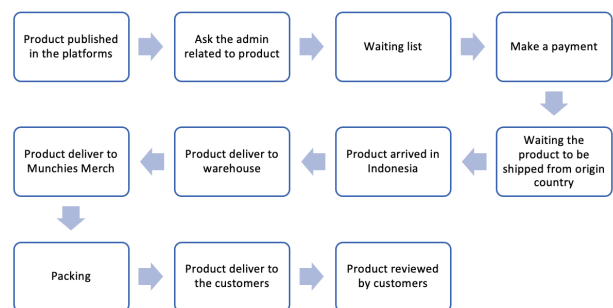 Product published
in the platforms
Ask the admin
related to product
Waiting list
Make a payment
Waiting the
product to be
shipped from origin
country
Product arrived in
Indonesia
Product deliver to
warehouse
Product deliver to
Munchies Merch
Packing
Product deliver to
the customers
Product reviewed
by customers